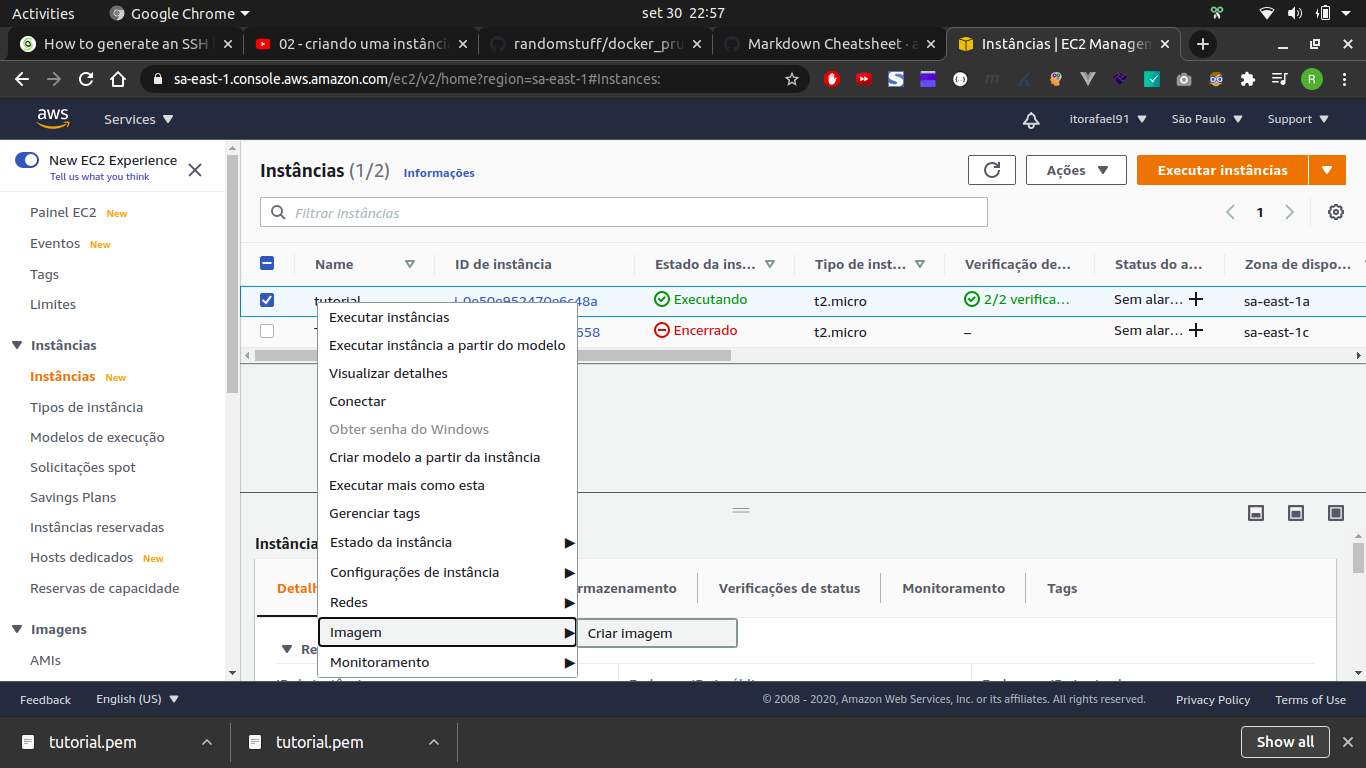 Activities Google Chrome set 30 22:57
How to generate an SSH 02 - criando uma instânci randomstuff/docker_pru Markdown Cheatsheet · a Instâncias | EC2 Managem
sa-east-1.console.aws.amazon.com/ec2/v2/home?region=sa-east-1#Instances: R
aws Services itorafael91 São Paulo Support
New EC2 Experience
Tell us what you think
Painel EC2 New
Eventos New
Tags
Limites
Instâncias
Instâncias New
Tipos de instância
Modelos de execução
Solicitações spot
Savings Plans
Instâncias reservadas
Hosts dedicados New
Reservas de capacidade
Imagens
AMIs
Instâncias (1/2) Informações Ações Executar instâncias
Filtrar instâncias 1
Name ID de instância Estado da ins... Tipo de inst... Verificação de... Status do a... Zona de dispo...
tutorial i-0e50e952470e6c48a Executando t2.micro 2/2 verifica... Sem alar... sa-east-1a
658 Encerrado t2.micro – Sem alar... sa-east-1c
Executar instâncias
Executar instância a partir do modelo
Visualizar detalhes
Conectar
Obter senha do Windows
Criar modelo a partir da instância
Executar mais como esta
Gerenciar tags
Estado da instância
Configurações de instância
Redes
Imagem Criar imagem
Monitoramento
Instância
Detalh rmazenamento Verificações de status Monitoramento Tags
Re
Feedback English (US) © 2008 - 2020, Amazon Web Services, Inc. or its affiliates. All rights reserved. Privacy Policy Terms of Use
tutorial.pem tutorial.pem Show all